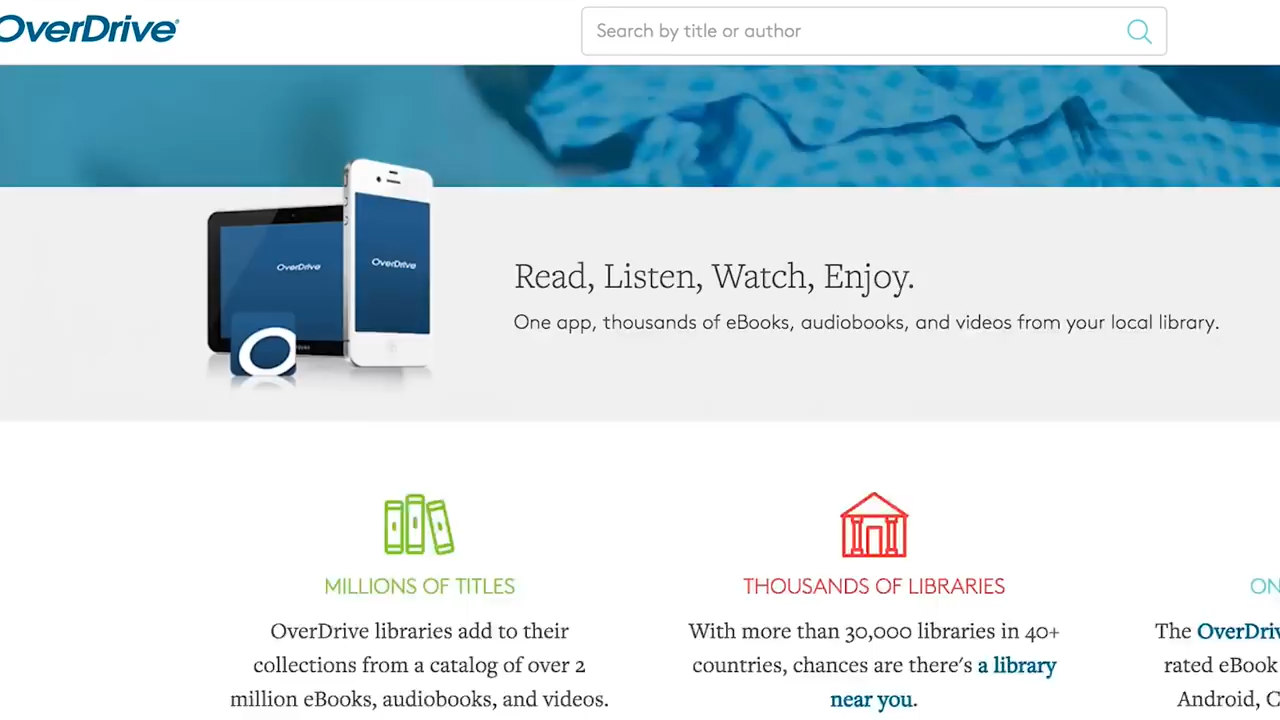 OverDrive®
Search by title or author
OverDrive
OverDrive
Read, Listen, Watch, Enjoy.
One app, thousands of eBooks, audiobooks, and videos from your local library.
MILLIONS OF TITLES
OverDrive libraries add to their
collections from a catalog of over 2
million eBooks, audiobooks, and videos.
THOUSANDS OF LIBRARIES
With more than 30,000 libraries in 40+
countries, chances are there's a library
near you.
ON
The OverDriv
rated eBook
Android, C